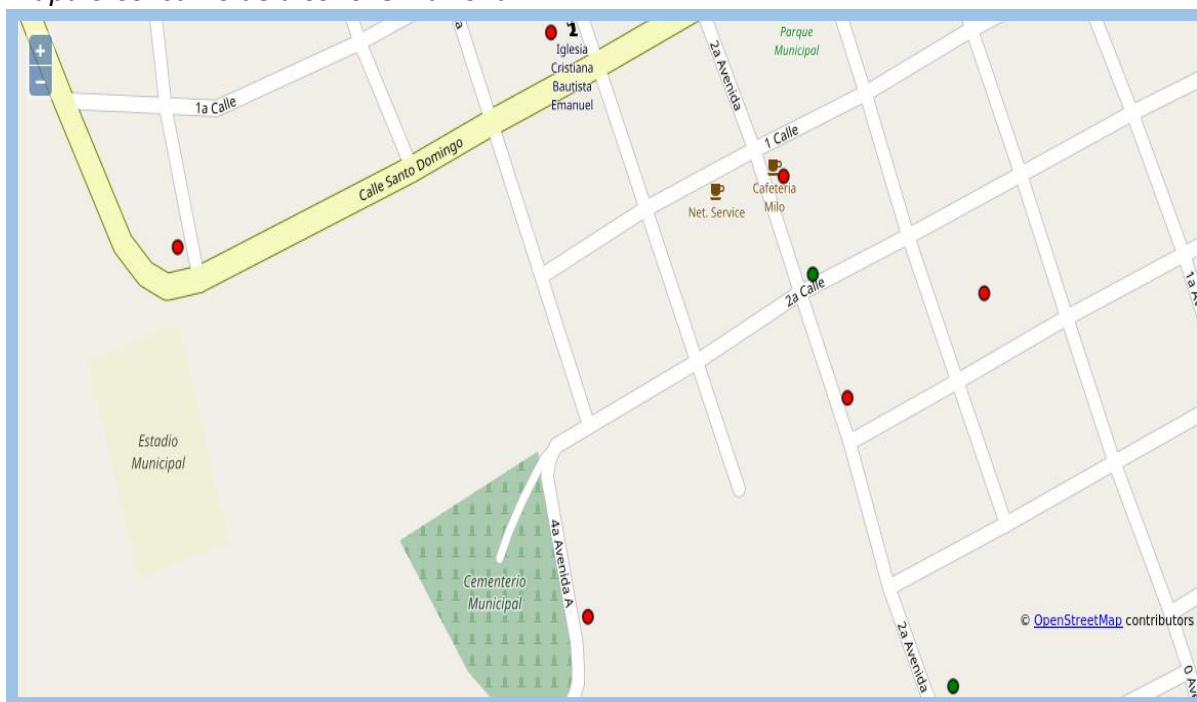 +
−
Iglesia
Cristiana
Bautista
Emanuel
2a Avenida
Parque
Municipal
1a Calle
1 Calle
Calle Santo Domingo
Net. Service
Cafetería
Milo
2a Calle
Estadio
Municipal
4a Avenida A
Cementerio
Municipal
© OpenStreetMap contributors
2a Avenida